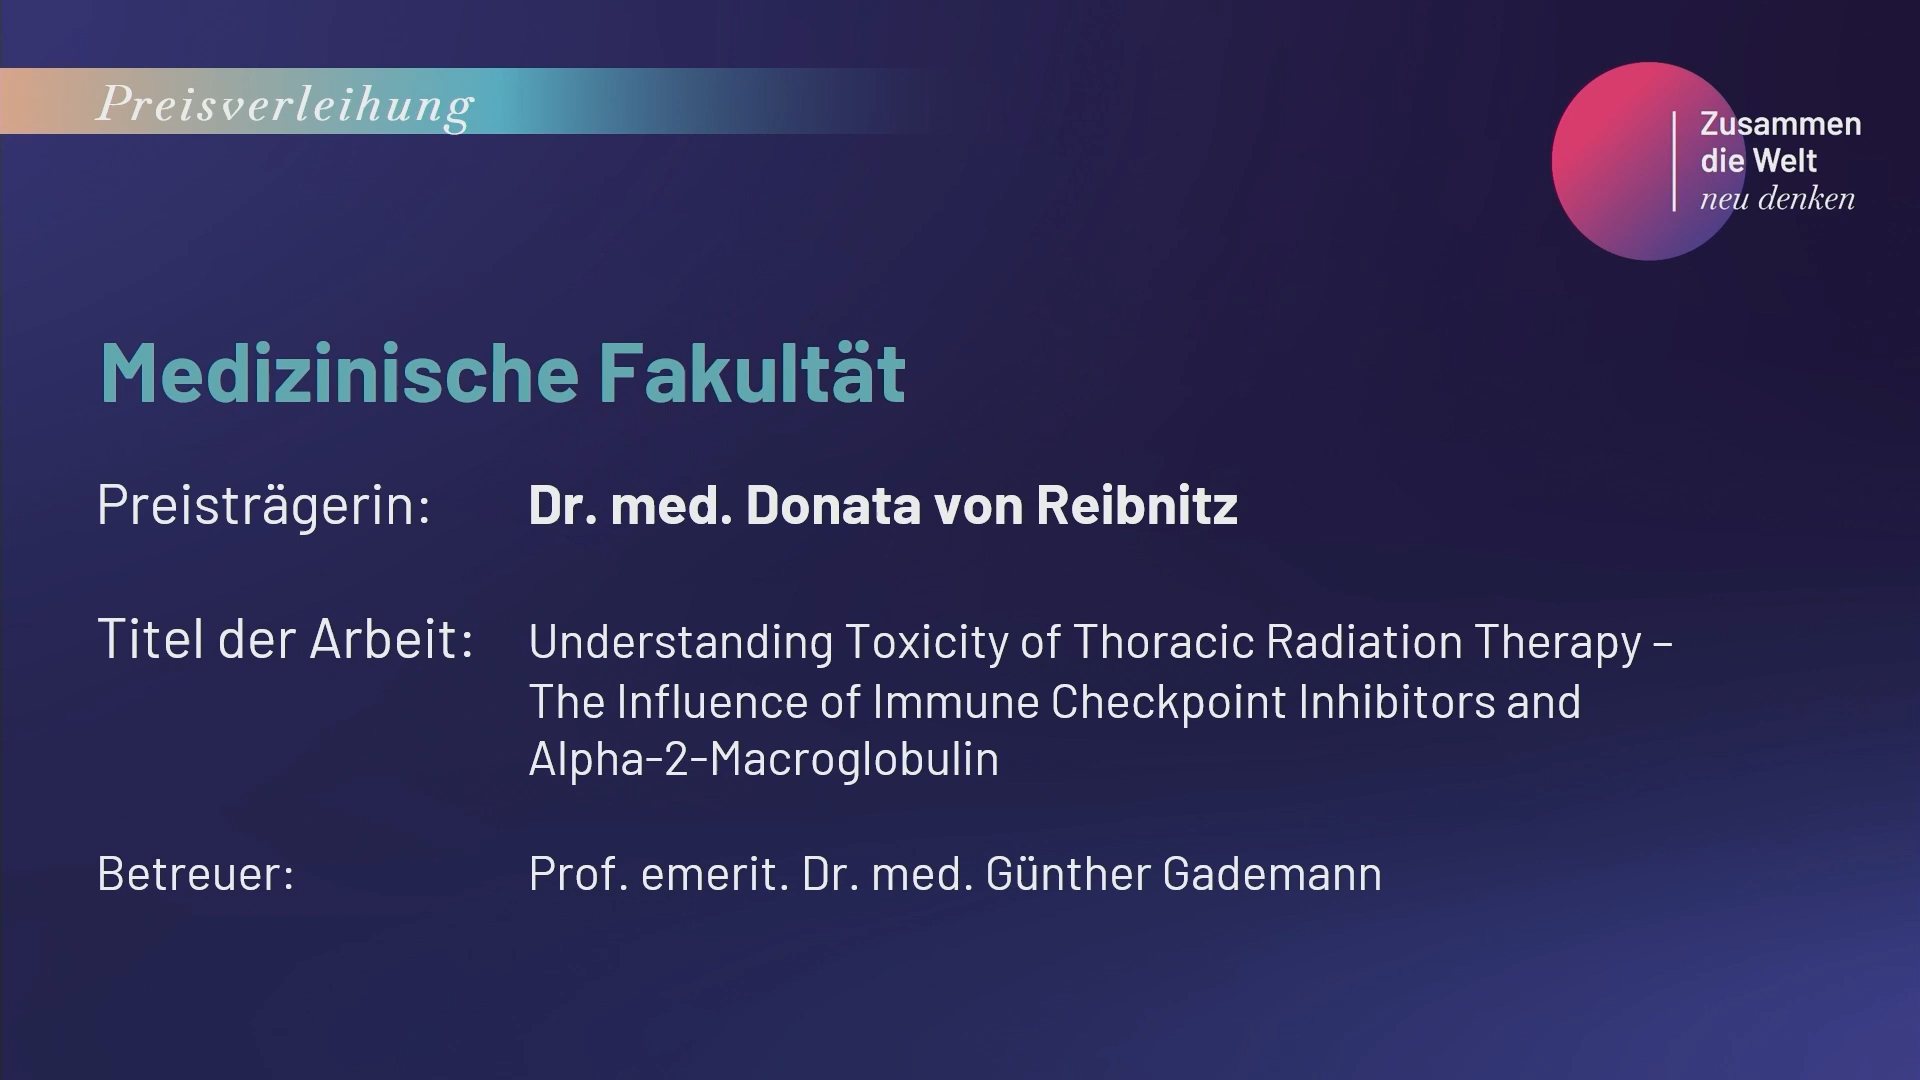 Preisverleihung
Zusammen
die Welt
neu denken
Medizinische Fakultät
Preisträgerin: Dr. med. Donata von Reibnitz
Titel der Arbeit: Understanding Toxicity of Thoracic Radiation Therapy –
The Influence of Immune Checkpoint Inhibitors and
Alpha-2-Macroglobulin
Betreuer: Prof. emerit. Dr. med. Günther Gademann